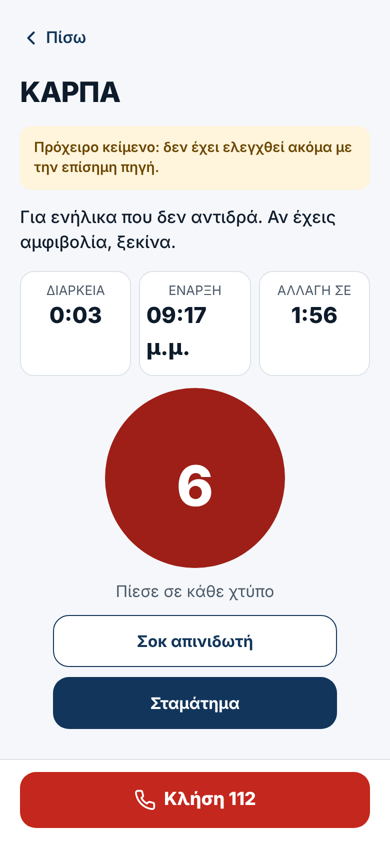 Πίσω
ΚΑΡΠΑ
Πρόχειρο κείμενο: δεν έχει ελεγχθεί ακόμα με
την επίσημη πηγή.
Για ενήλικα που δεν αντιδρά. Αν έχεις
αμφιβολία, ξεκίνα.
ΔΙΑΡΚΕΙΑ
0:03
ΕΝΑΡΞΗ
09:17
μ.μ.
ΑΛΛΑΓΗ ΣΕ
1:56
6
Πίεσε σε κάθε χτύπο
Σοκ απινιδωτή
Σταμάτημα
Κλήση 112